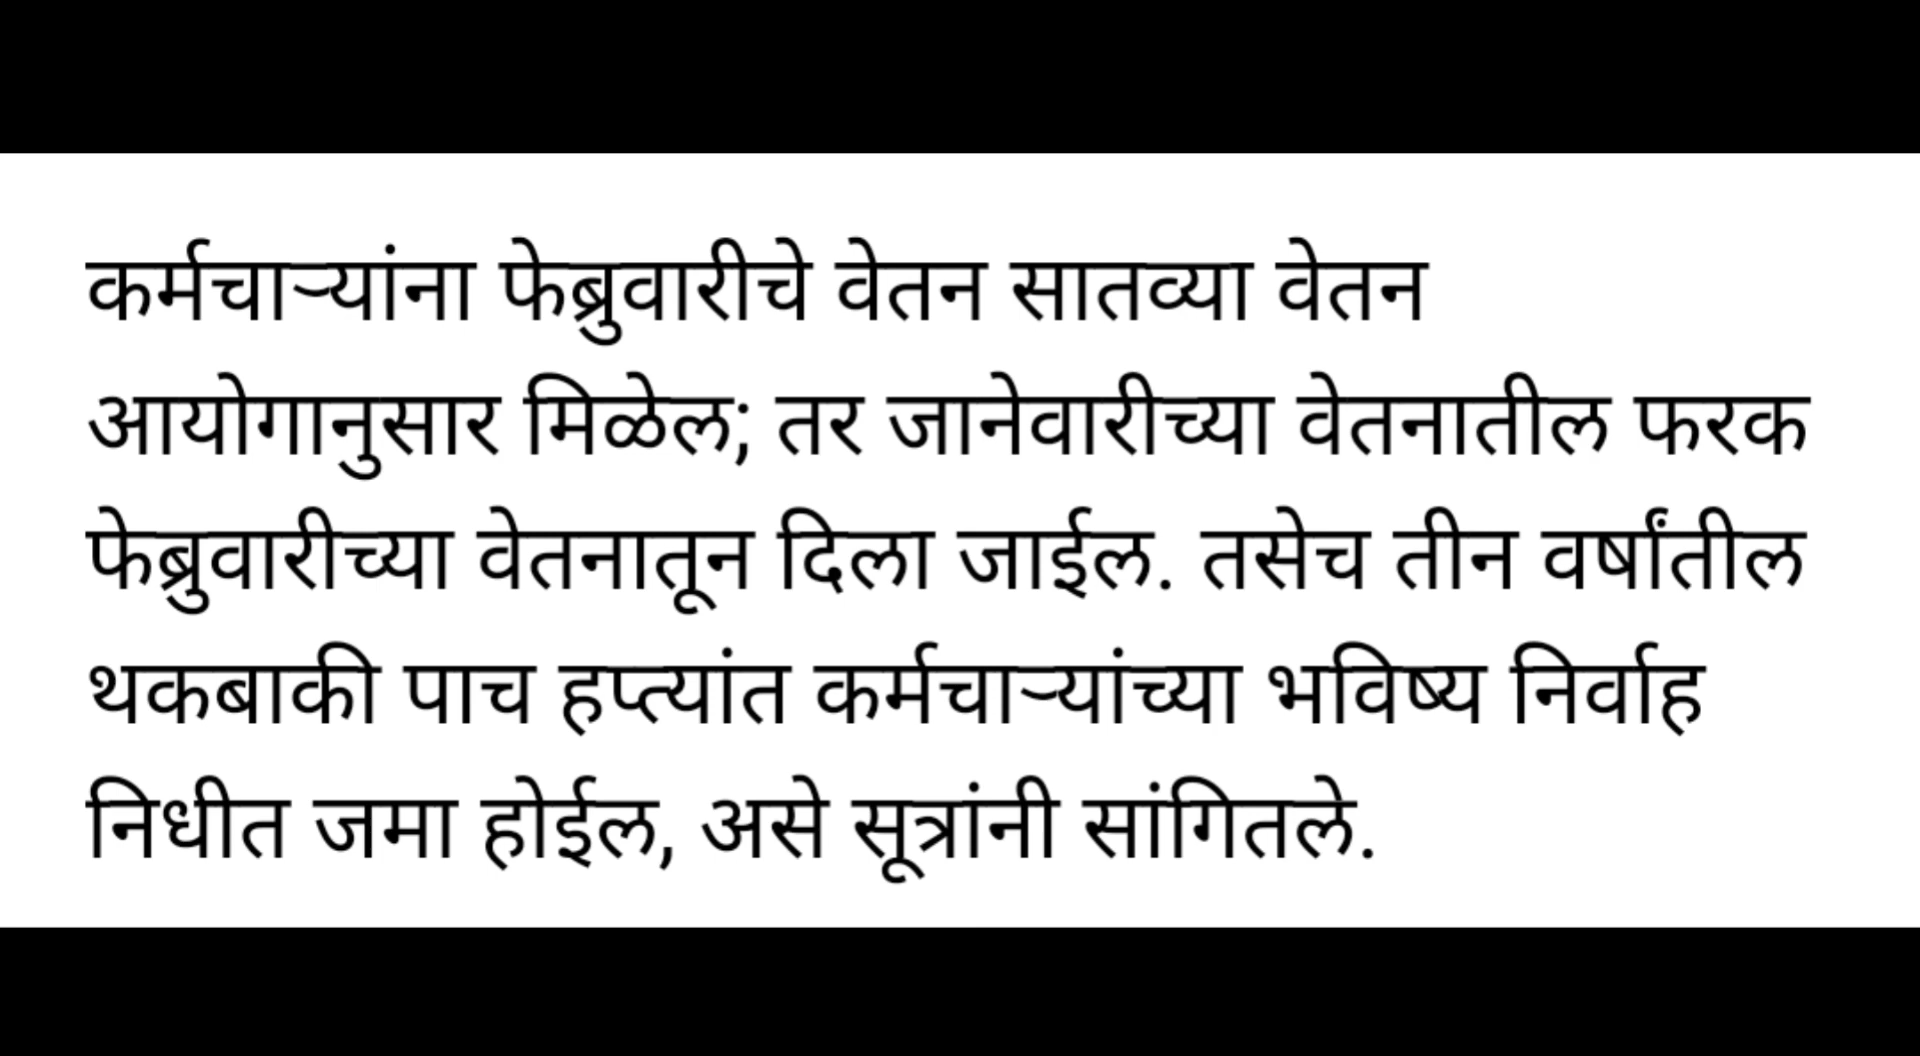 कर्मचाऱ्यांना फेब्रुवारीचे वेतन सातव्या वेतन
आयोगानुसार मिळेल; तर जानेवारीच्या वेतनातील फरक
फेब्रुवारीच्या वेतनातून दिला जाईल. तसेच तीन वर्षांतील
थकबाकी पाच हप्त्यांत कर्मचाऱ्यांच्या भविष्य निर्वाह
निधीत जमा होईल, असे सूत्रांनी सांगितले.